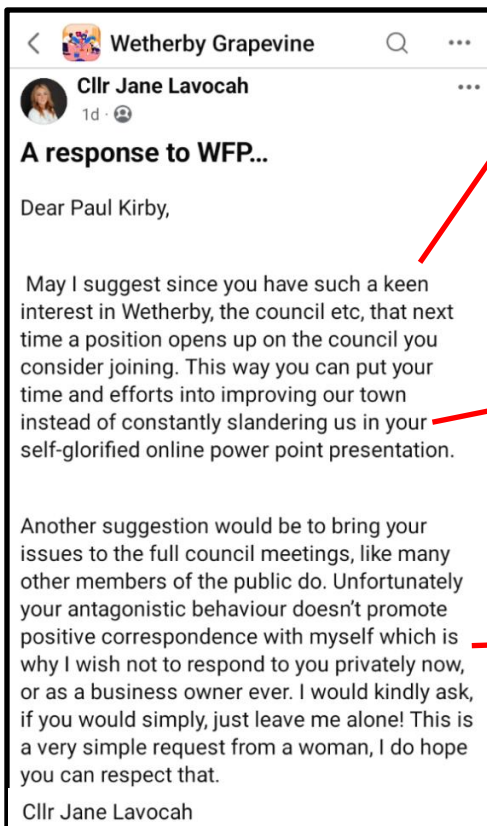 Wetherby Grapevine
Cllr Jane Lavocah
1d
A response to WFP...
Dear Paul Kirby,
May I suggest since you have such a keen
interest in Wetherby, the council etc, that next
time a position opens up on the council you
consider joining. This way you can put your
time and efforts into improving our town
instead of constantly slandering us in your
self-glorified online power point presentation.
Another suggestion would be to bring your
issues to the full council meetings, like many
other members of the public do. Unfortunately
your antagonistic behaviour doesn't promote
positive correspondence with myself which is
why I wish not to respond to you privately now,
or as a business owner ever. I would kindly ask,
if you would simply, just leave me alone! This is
a very simple request from a woman, I do hope
you can respect that.
Cllr Jane Lavocah